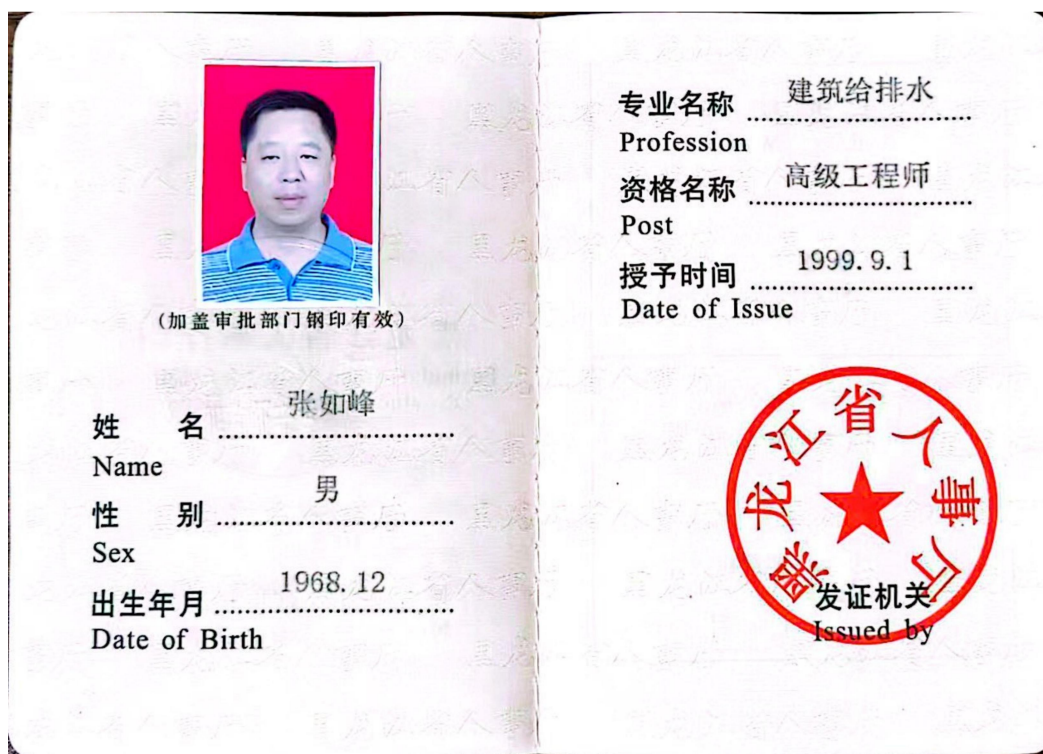 (加盖审批部门钢印有效)
张如峰
姓 名
Name
男
性 别
Sex
1968.12
出生年月
Date of Birth
建筑给排水
专业名称
Profession
高级工程师
资格名称
Post
1999.9.1
授予时间
Date of Issue
黑龙江省人事厅
发证机关
Issued by